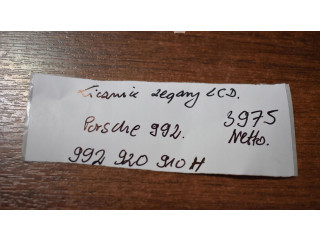 Licznik zegary LCD.
Porsche 992. 3975
Netto.
992 920 910 H